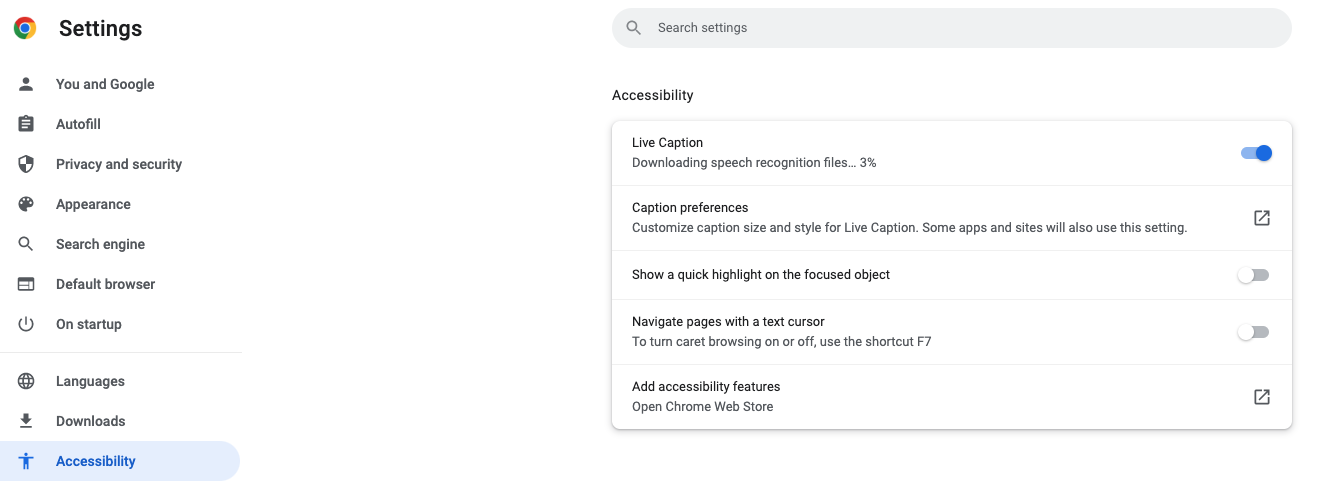 Settings
Search settings
You and Google
Autofill
Privacy and security
Appearance
Search engine
Default browser
On startup
Languages
Downloads
Accessibility
Accessibility
Live Caption
Downloading speech recognition files… 3%
Caption preferences
Customize caption size and style for Live Caption. Some apps and sites will also use this setting.
Show a quick highlight on the focused object
Navigate pages with a text cursor
To turn caret browsing on or off, use the shortcut F7
Add accessibility features
Open Chrome Web Store